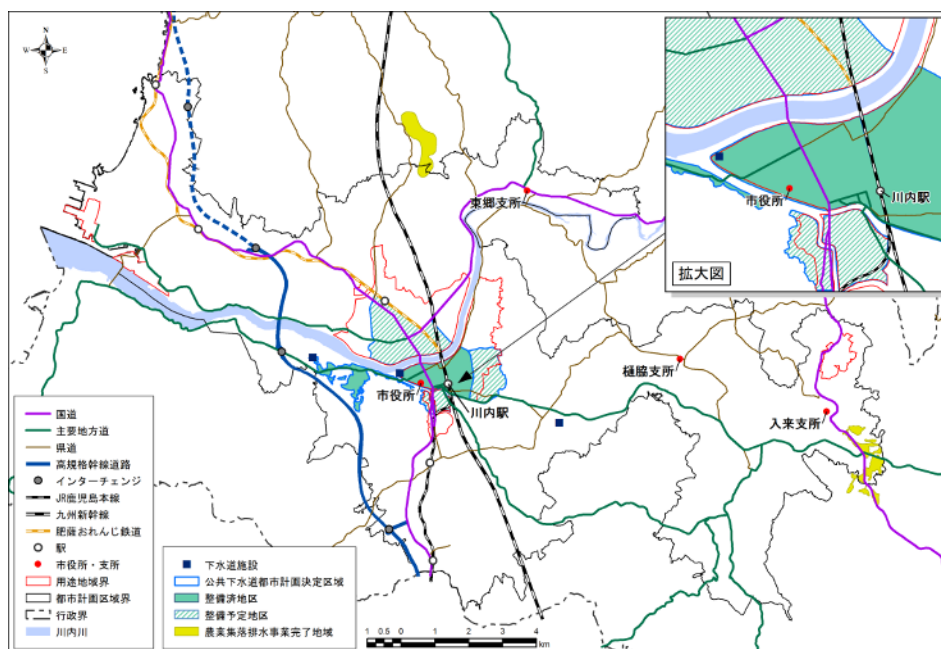 N
W E
S
市役所
川内駅
拡大図
東郷支所
樋脇支所
市役所
川内駅
入来支所
国道
主要地方道
県道
高規格幹線道路
インターチェンジ
JR鹿児島本線
九州新幹線
肥薩おれんじ鉄道
駅
市役所・支所
用途地域界
都市計画区域界
行政界
川内川
下水道施設
公共下水道都市計画決定区域
整備済地区
整備予定地区
農業集落排水事業完了地域
1 0.5 0 1 2 3 4
km